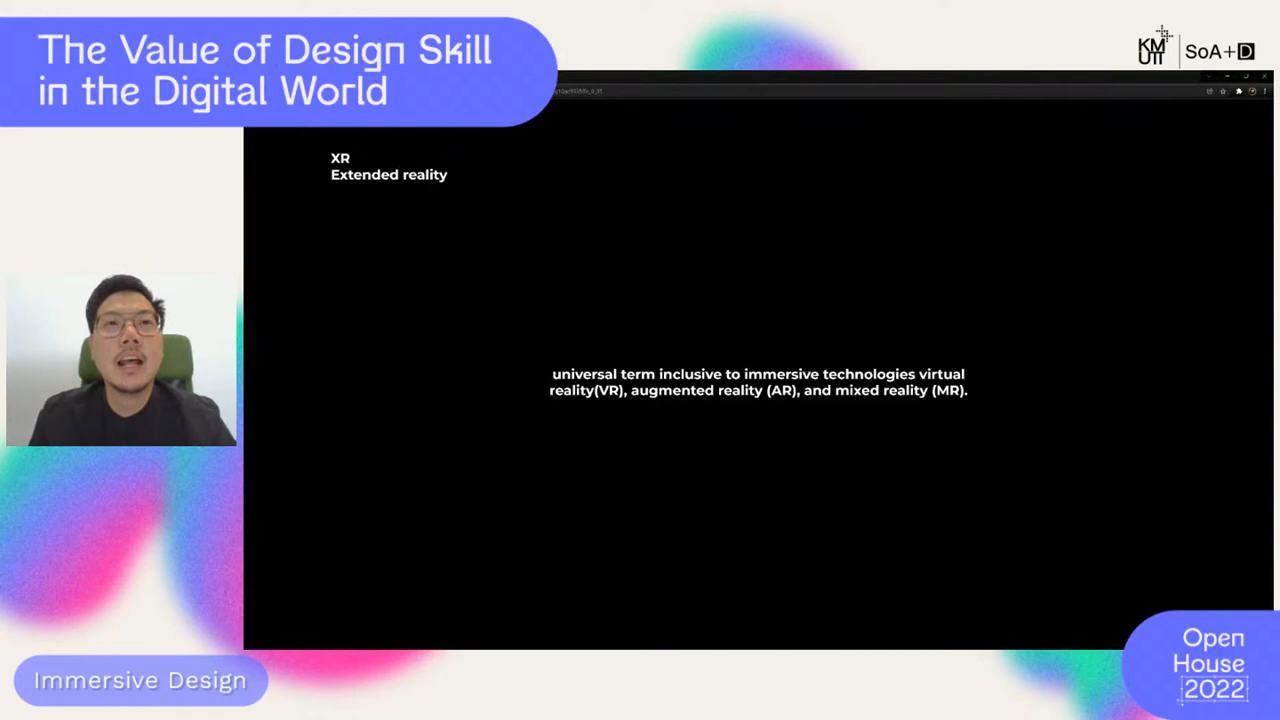 The Value of Design Skill
in the Digital World
KM
UTT
SoA+D
XR
Extended reality
universal term inclusive to immersive technologies virtual
reality(VR), augmented reality (AR), and mixed reality (MR).
Immersive Design
Open
House
2022